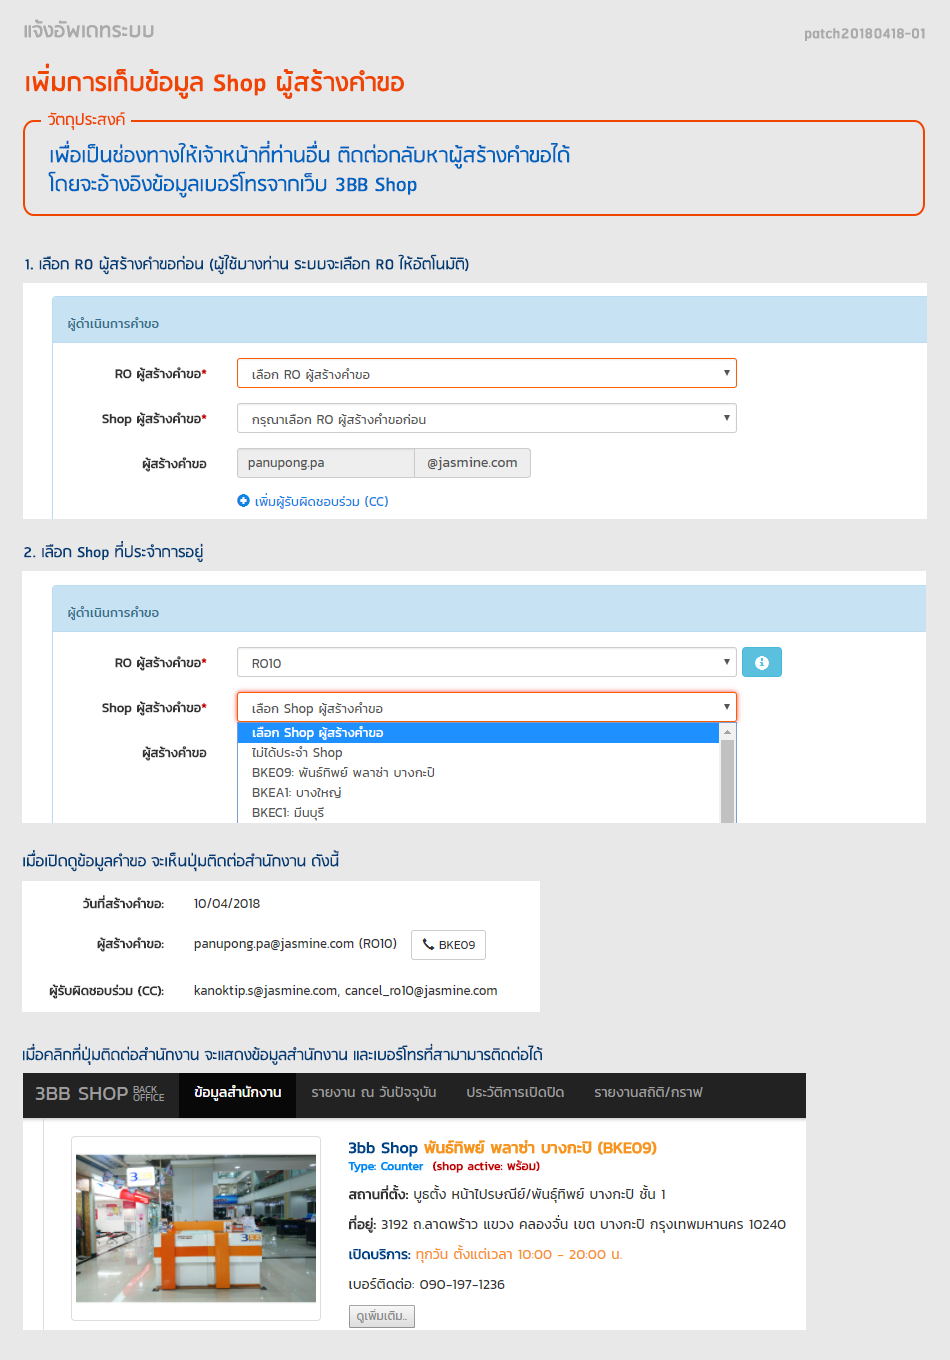 แจ้งอัพเดทระบบ
patch20180418-01
เพิ่มการเก็บข้อมูล Shop ผู้สร้างคำขอ
วัตถุประสงค์
เพื่อเป็นช่องทางให้เจ้าหน้าที่ท่านอื่น ติดต่อกลับหาผู้สร้างคำขอได้
โดยจะอ้างอิงข้อมูลเบอร์โทรจากเว็บ 3BB Shop
1. เลือก RO ผู้สร้างคำขอก่อน (ผู้ใช้บางท่าน ระบบจะเลือก RO ให้อัตโนมัติ)
ผู้ดำเนินการคำขอ
RO ผู้สร้างคำขอ* เลือก RO ผู้สร้างคำขอ
Shop ผู้สร้างคำขอ* กรุณาเลือก RO ผู้สร้างคำขอก่อน
ผู้สร้างคำขอ panupong.pa @jasmine.com
เพิ่มผู้รับผิดชอบร่วม (CC)
2. เลือก Shop ที่ประจำการอยู่
ผู้ดำเนินการคำขอ
RO ผู้สร้างคำขอ* RO10
Shop ผู้สร้างคำขอ* เลือก Shop ผู้สร้างคำขอ
เลือก Shop ผู้สร้างคำขอ
ผู้สร้างคำขอ ไม่ได้ประจำ Shop
BKE09: พันธ์ทิพย์ พลาซ่า บางกะปิ
BKEA1: บางใหญ่
BKEC1: มีนบุรี
เมื่อเปิดดูข้อมูลคำขอ จะเห็นปุ่มติดต่อสำนักงาน ดังนี้
วันที่สร้างคำขอ: 10/04/2018
ผู้สร้างคำขอ: panupong.pa@jasmine.com (RO10) BKE09
ผู้รับผิดชอบร่วม (CC): kanoktip.s@jasmine.com, cancel_ro10@jasmine.com
เมื่อคลิกที่ปุ่มติดต่อสำนักงาน จะแสดงข้อมูลสำนักงาน และเบอร์โทรที่สามามารติดต่อได้
3BB SHOP BACK OFFICE ข้อมูลสำนักงาน รายงาน ณ วันปัจจุบัน ประวัติการเปิดปิด รายงานสถิติ/กราฟ
3bb Shop พันธ์ทิพย์ พลาซ่า บางกะปิ (BKE09)
Type: Counter (shop active: พร้อม)
สถานที่ตั้ง: บูธตั้ง หน้าไปรษณีย์/พันธุ์ทิพย์ บางกะปิ ชั้น 1
ที่อยู่: 3192 ถ.ลาดพร้าว แขวง คลองจั่น เขต บางกะปิ กรุงเทพมหานคร 10240
เปิดบริการ: ทุกวัน ตั้งแต่เวลา 10:00 - 20:00 น.
เบอร์ติดต่อ: 090-197-1236
ดูเพิ่มเติม..